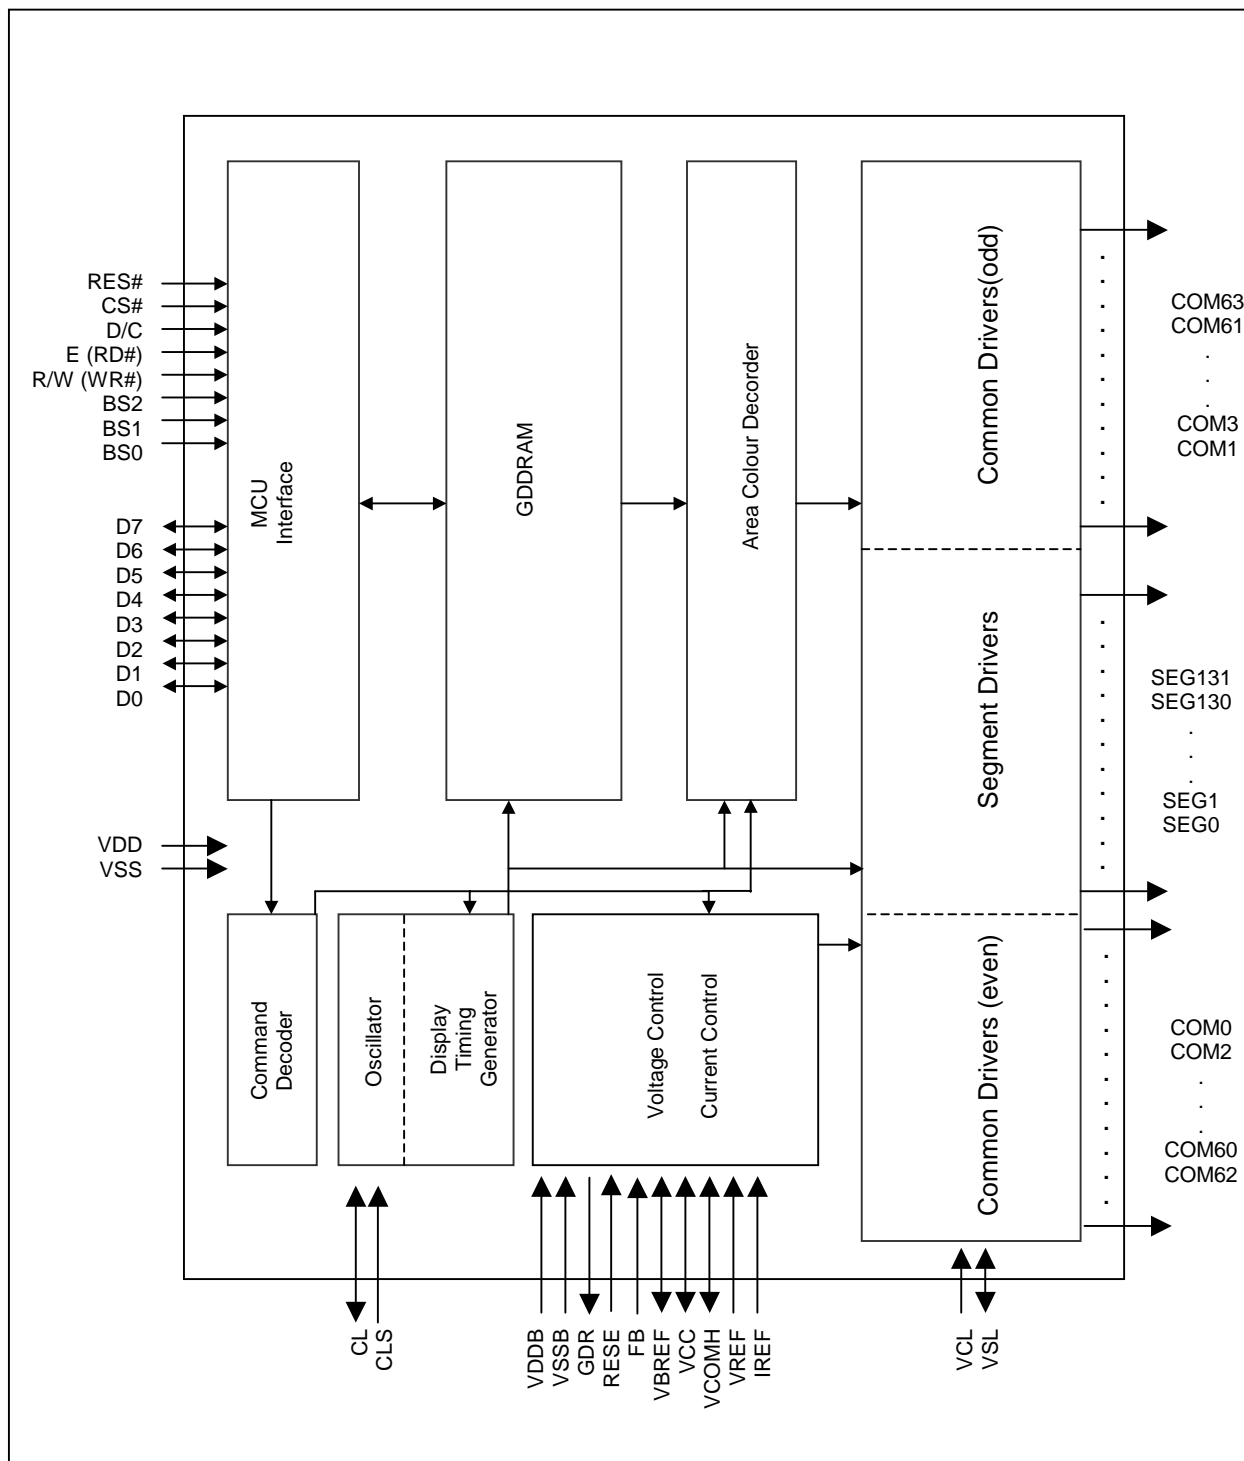 RES#
CS#
D/C
E (RD#)
R/W (WR#)
BS2
BS1
BS0
D7
D6
D5
D4
D3
D2
D1
D0
VDD
VSS
MCU
Interface
GDDRAM
Area Colour Decorder
Common Drivers(odd)
Segment Drivers
Common Drivers (even)
Command
Decoder
Oscillator
Display
Timing
Generator
Voltage Control
Current Control
COM63
COM61
.
.
.
COM3
COM1
SEG131
SEG130
.
.
.
SEG1
SEG0
COM0
COM2
.
.
.
COM60
COM62
CL
CLS
VDDB
VSSB
GDR
RESE
FB
VBREF
VCC
VCOMH
VREF
IREF
VCL
VSL